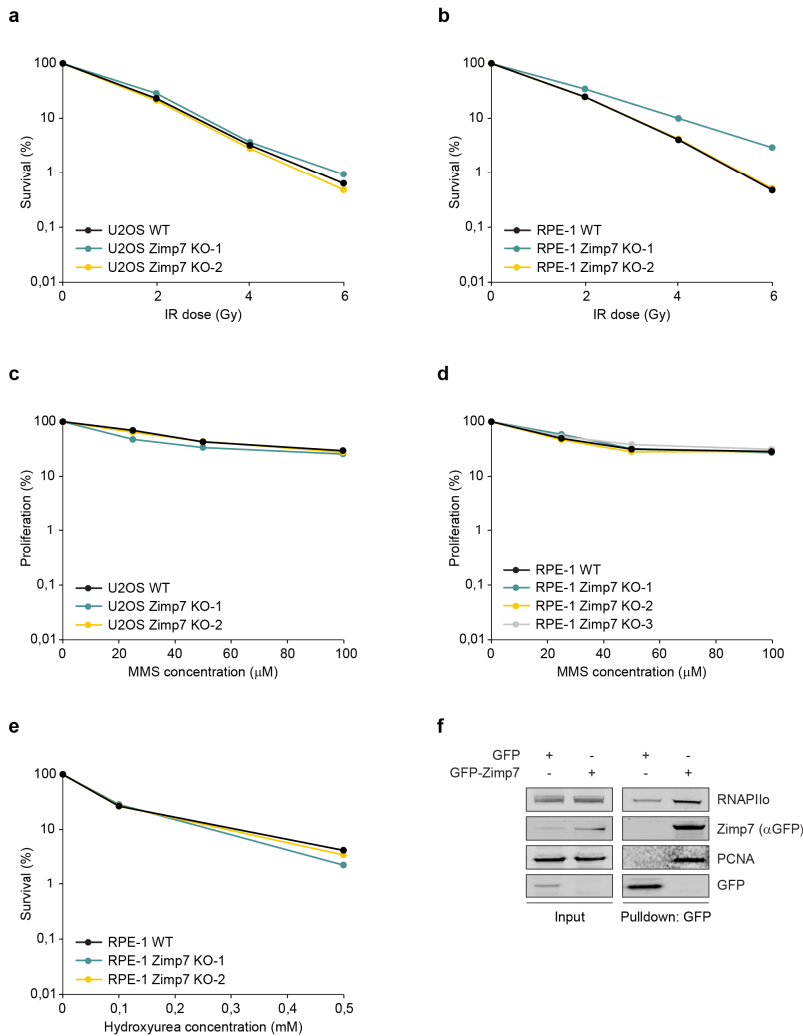 a
100
10
1
0,1
0,01
Survival (%)
U2OS WT
U2OS Zimp7 KO-1
U2OS Zimp7 KO-2
0 2 4 6
IR dose (Gy)
b
100
10
1
0,1
0,01
Survival (%)
RPE-1 WT
RPE-1 Zimp7 KO-1
RPE-1 Zimp7 KO-2
0 2 4 6
IR dose (Gy)
c
100
10
1
0,1
0,01
Proliferation (%)
U2OS WT
U2OS Zimp7 KO-1
U2OS Zimp7 KO-2
0 20 40 60 80 100
MMS concentration (μM)
d
100
10
1
0,1
0,01
Proliferation (%)
RPE-1 WT
RPE-1 Zimp7 KO-1
RPE-1 Zimp7 KO-2
RPE-1 Zimp7 KO-3
0 20 40 60 80 100
MMS concentration (μM)
e
100
10
1
0,1
0,01
Survival (%)
RPE-1 WT
RPE-1 Zimp7 KO-1
RPE-1 Zimp7 KO-2
0 0,1 0,2 0,3 0,4 0,5
Hydroxyurea concentration (mM)
f
GFP + - + -
GFP-Zimp7 - + - +
RNAPIIo
Zimp7 (αGFP)
PCNA
GFP
Input Pulldown: GFP